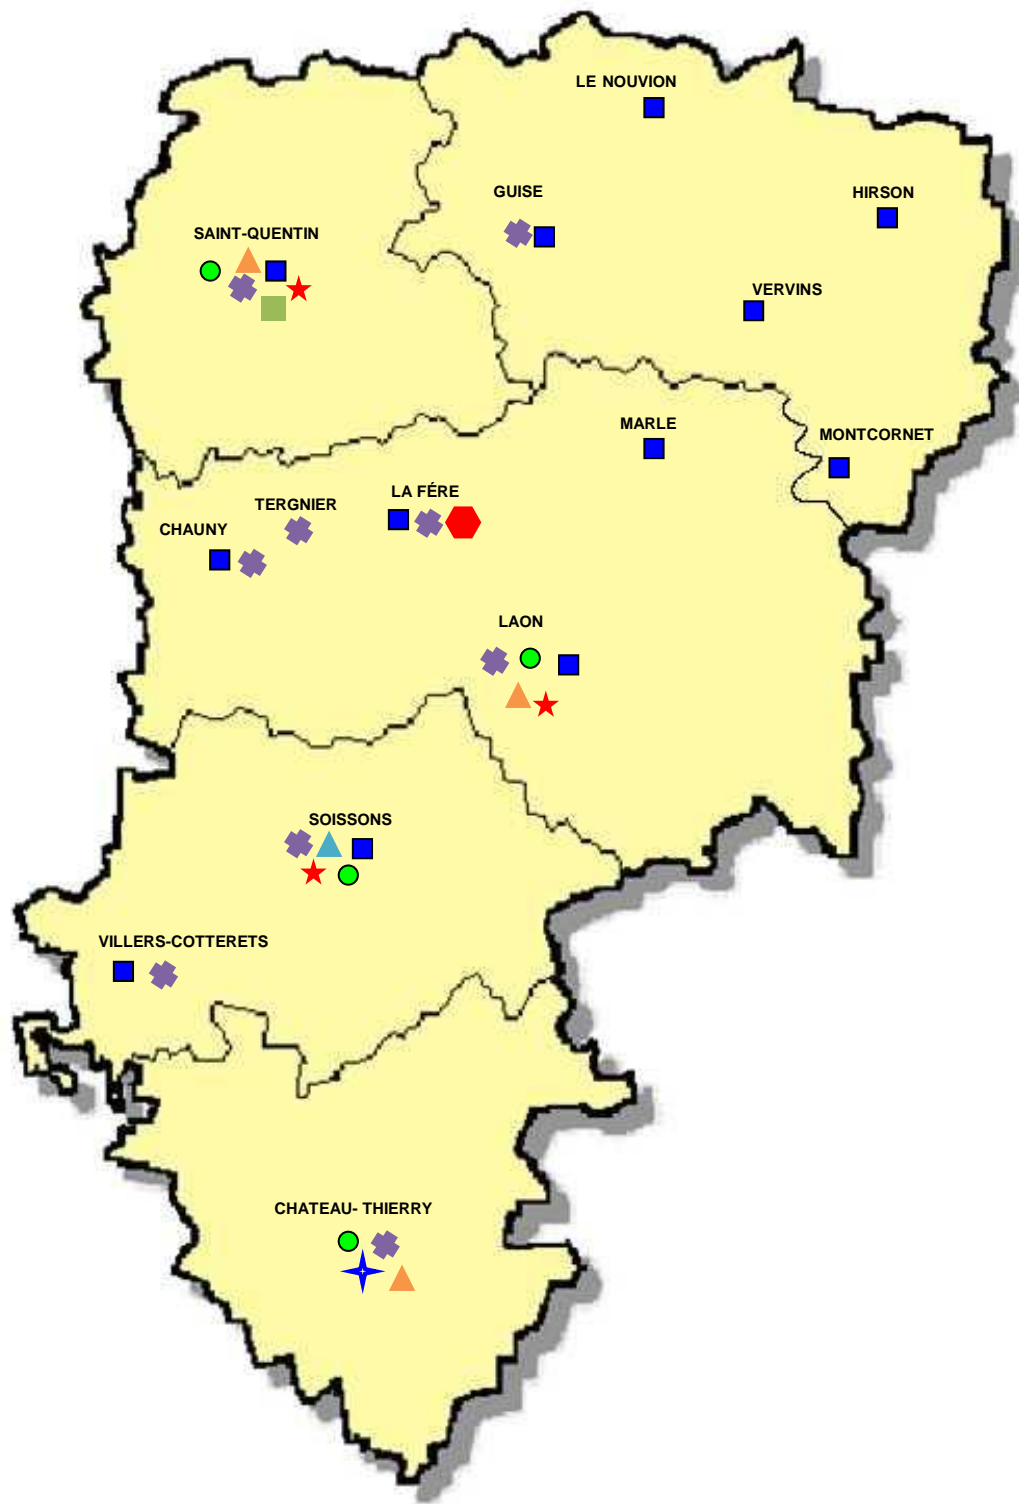 LE NOUVION
GUISE
HIRSON
SAINT-QUENTIN
VERVINS
MARLE
MONTCORNET
LA FÉRE
TERGNIER
CHAUNY
LAON
SOISSONS
VILLERS-COTTERETS
CHATEAU- THIERRY